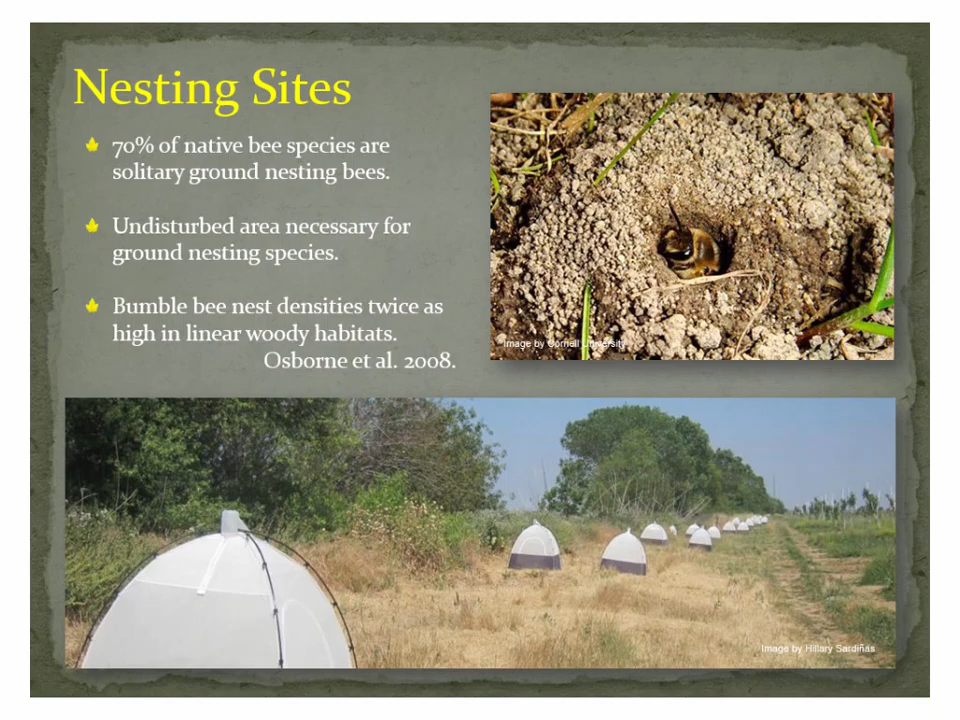 Nesting Sites
70% of native bee species are
solitary ground nesting bees.
Undisturbed area necessary for
ground nesting species.
Bumble bee nest densities twice as
high in linear woody habitats.
Osborne et al. 2008.
Image by Cornell University
Image by Hillary Sardiñas